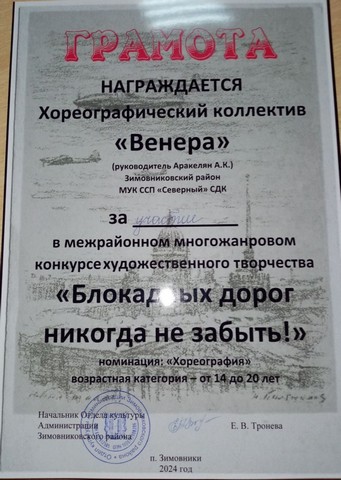 ГРАМОТА
НАГРАЖДАЕТСЯ
Хореографический коллектив
«Венера»
(руководитель Аракелян А.К.)
Зимовниковский район
МУК ССП «Северный» СДК
за участие
в межрайонном многожанровом
конкурсе художественного творчества
«Блокадных дорог
никогда не забыть!»
номинация: «Хореография»
возрастная категория – от 14 до 20 лет
Начальник Отдела культуры
Администрации
Зимовниковского района
Е. В. Тронева
п. Зимовники
2024 год